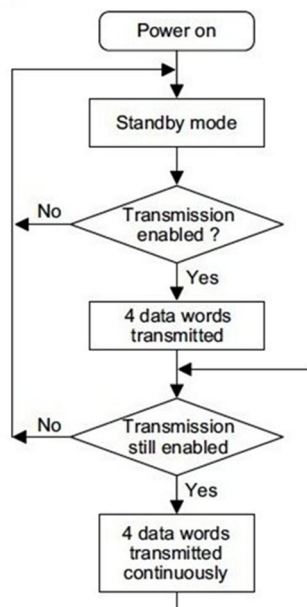 Power on
Standby mode
Transmission
enabled ?
No
Yes
4 data words
transmitted
Transmission
still enabled
No
Yes
4 data words
transmitted
continuously